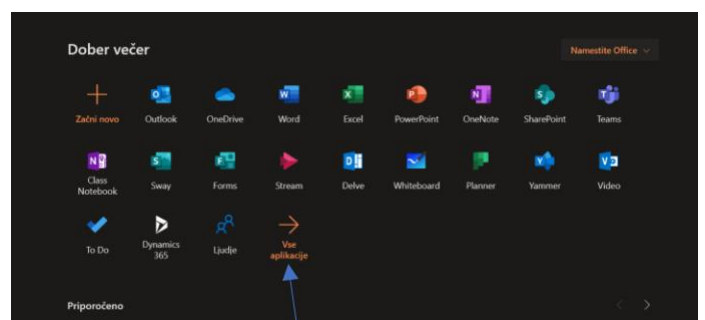 Dober večer
Namestite Office
Začni novo
Outlook
OneDrive
Word
Excel
PowerPoint
OneNote
SharePoint
Teams
Class
Notebook
Sway
Forms
Stream
Delve
Whiteboard
Planner
Yammer
Video
To Do
Dynamics
365
Ljudje
Vse
aplikacije
Priporočeno